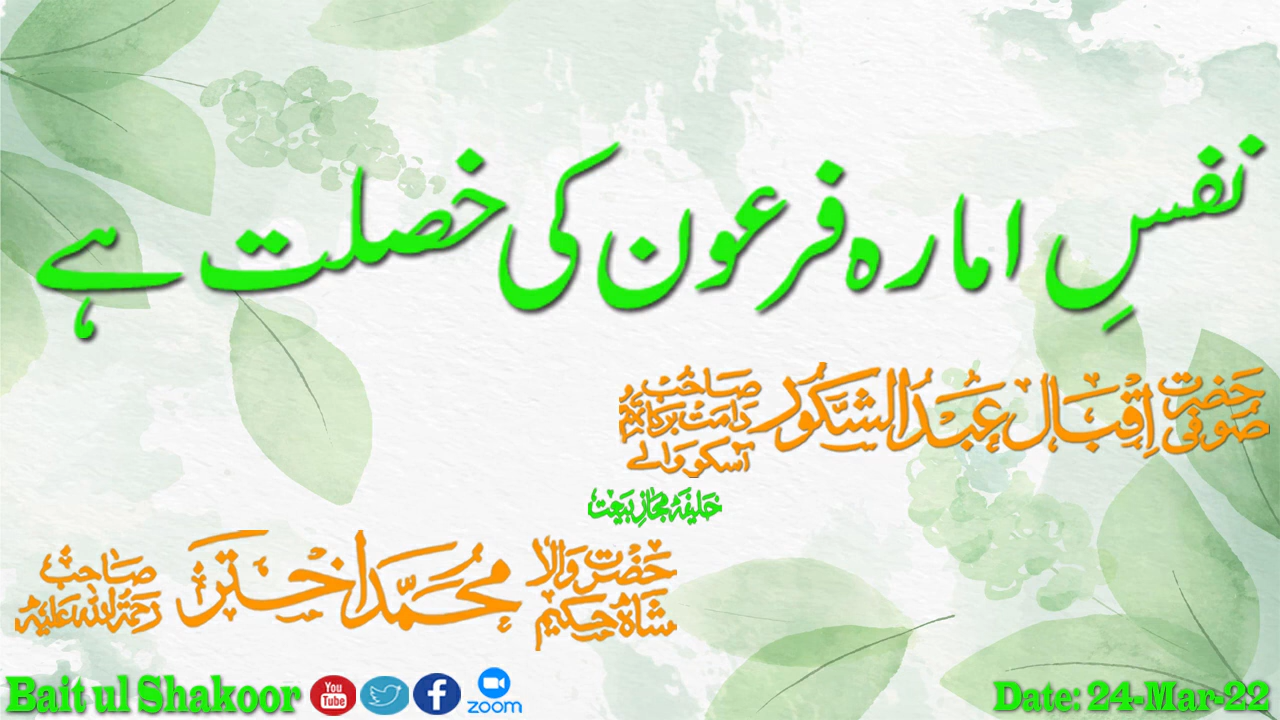 نفسِ امارہ فرعون کی خصلت ہے
حضرت صوفی اقبال عبدالشکور صاحب دامت برکاتہم
آسکو والے
خلیفہ مجازِ بیعت
حضرت والا شاہ حکیم محمد اختر صاحب رحمۃ اللہ علیہ
Bait ul Shakoor You Tube zoom Date: 24-Mar-22